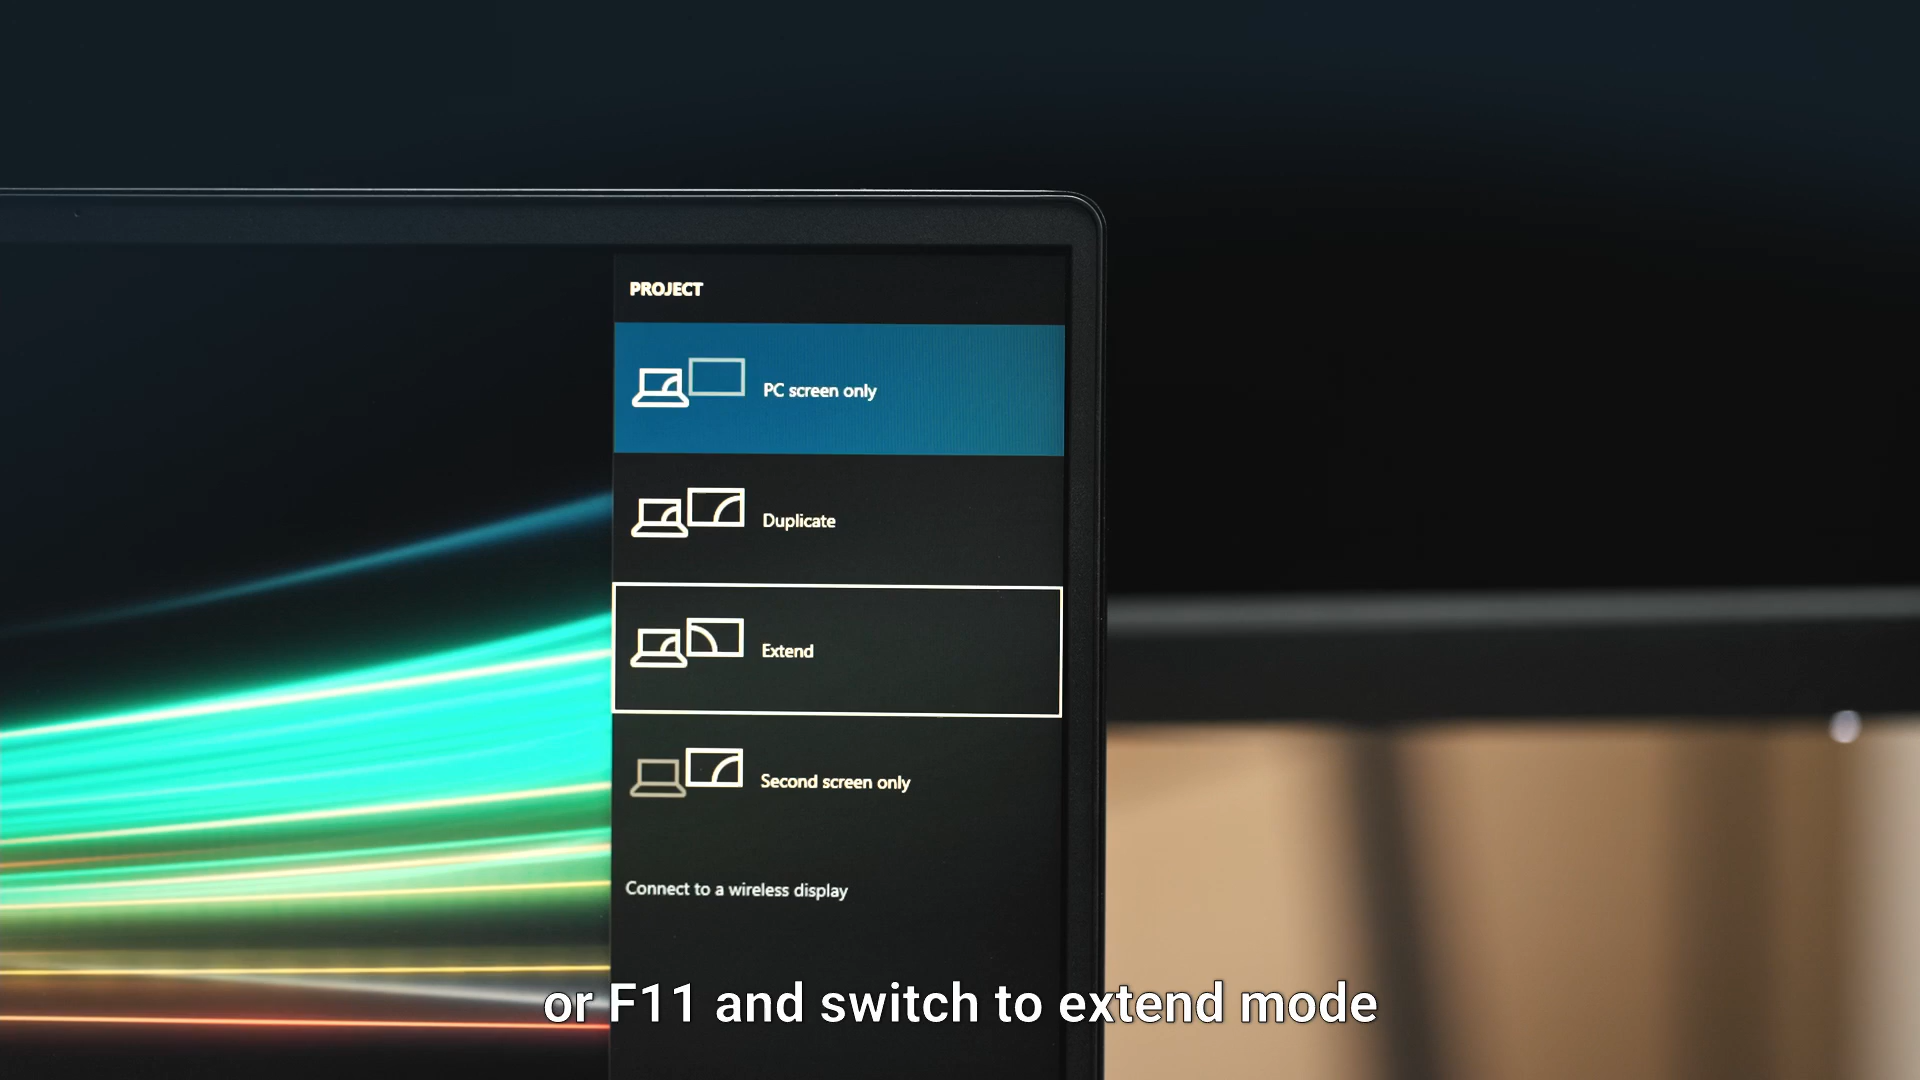 PROJECT
PC screen only
Duplicate
Extend
Second screen only
Connect to a wireless display
or F11 and switch to extend mode